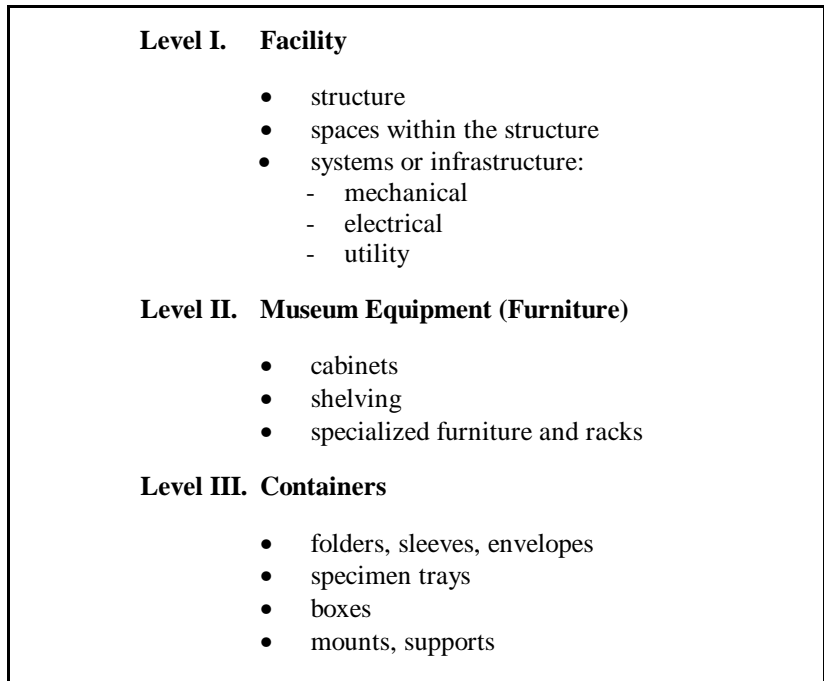 Level I. Facility
• structure
• spaces within the structure
• systems or infrastructure:
- mechanical
- electrical
- utility
Level II. Museum Equipment (Furniture)
• cabinets
• shelving
• specialized furniture and racks
Level III. Containers
• folders, sleeves, envelopes
• specimen trays
• boxes
• mounts, supports